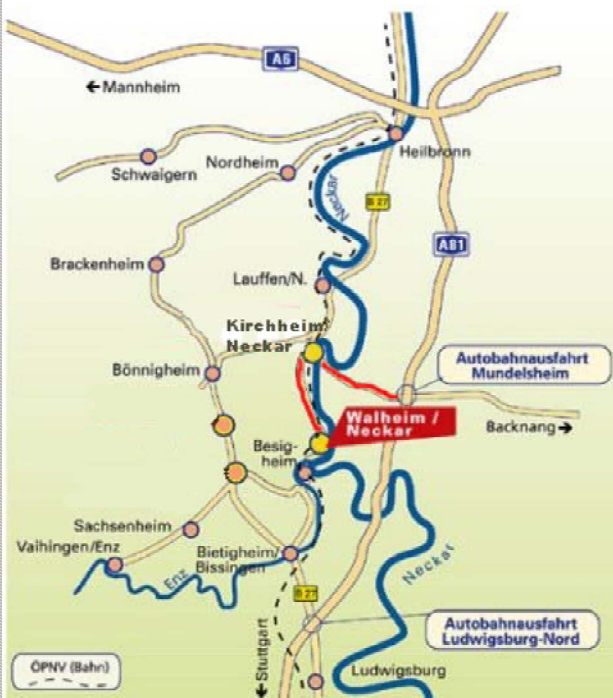 A6
←Mannheim
Heilbronn
Schwaigern
Nordheim
Neckar
B 27
A81
Brackenheim
Lauffen/N.
Kirchheim/
Neckar
Autobahnausfahrt
Mundelsheim
Bönnigheim
Walheim /
Neckar
Backnang→
Besig-
heim
Sachsenheim
Vaihingen/Enz
Bietigheim/
Bissingen
Enz
Neckar
B 27
Autobahnausfahrt
Ludwigsburg-Nord
←Stuttgart
ÖPNV (Bahn)
Ludwigsburg